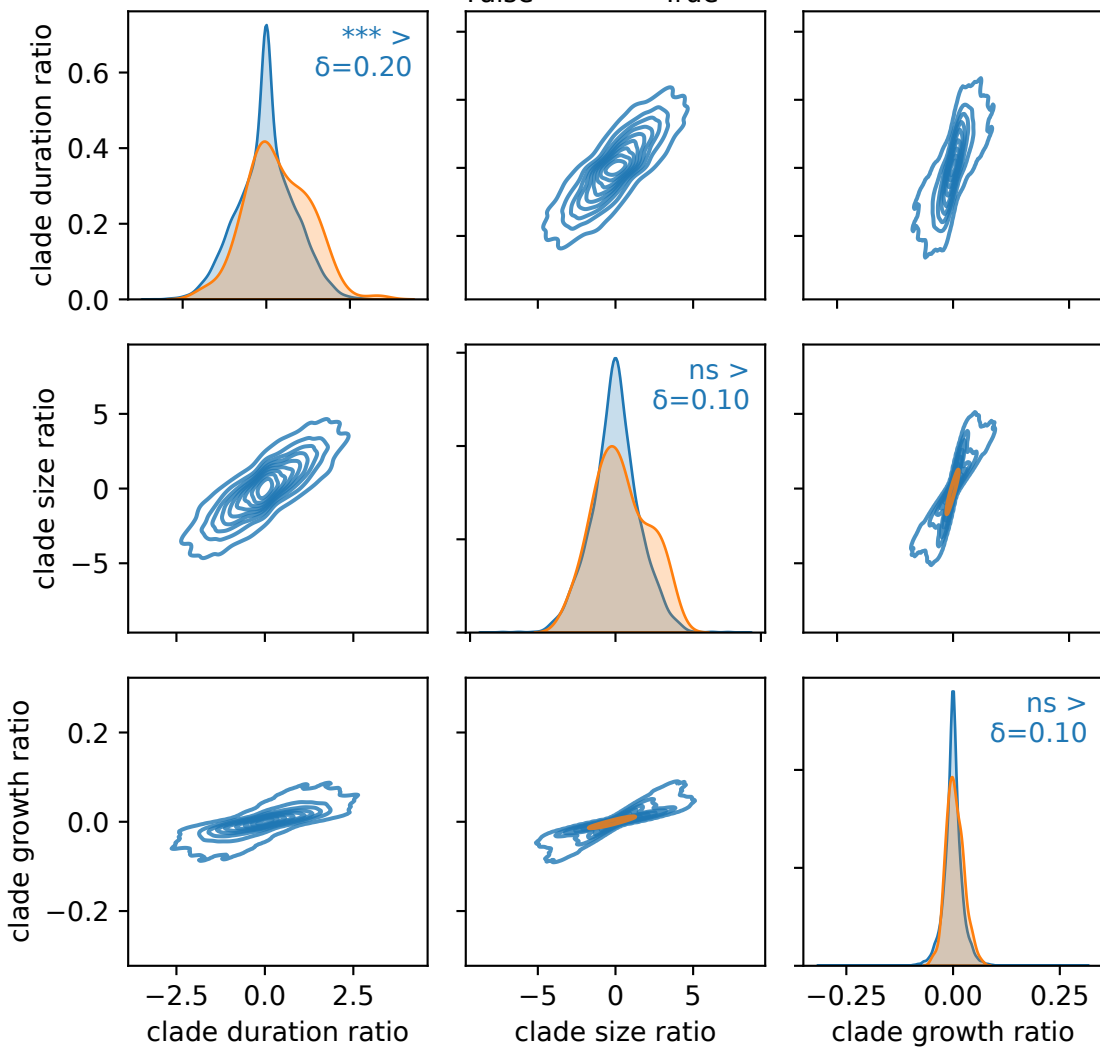 clade duration ratio
0.6
0.4
0.2
0.0
*** >
δ=0.20
clade size ratio
5
0
−5
ns >
δ=0.10
clade growth ratio
0.2
0.0
−0.2
ns >
δ=0.10
−2.5 0.0 2.5
−5 0 5
−0.25 0.00 0.25
clade duration ratio
clade size ratio
clade growth ratio